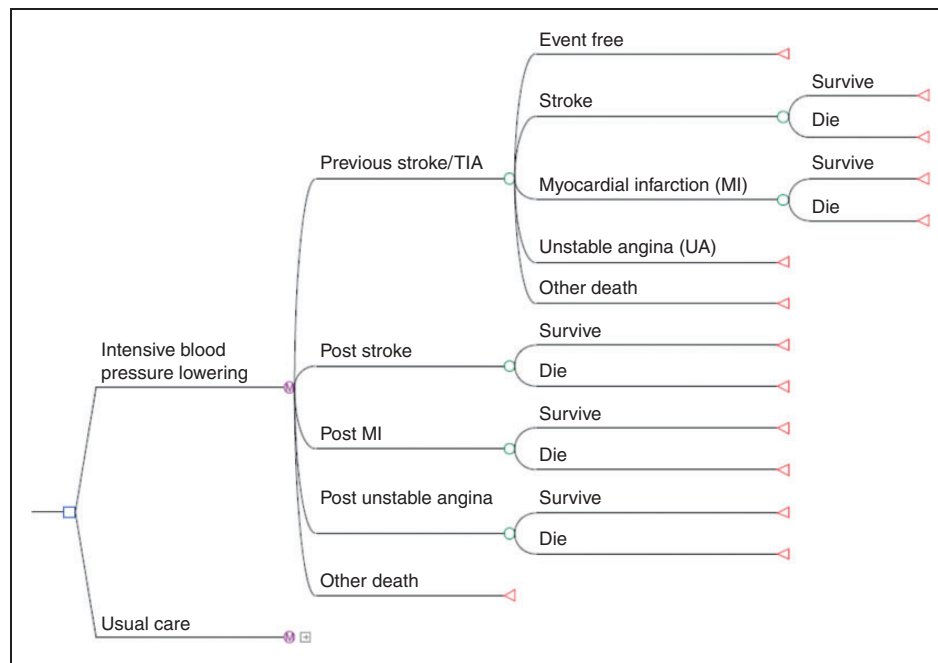 Event free
Survive
Stroke
Die
Previous stroke/TIA
Survive
Myocardial infarction (MI)
Die
Unstable angina (UA)
Other death
Survive
Intensive blood
pressure lowering
Post stroke
Die
M
Survive
Post MI
Die
Survive
Post unstable angina
Die
Other death
Usual care
M +